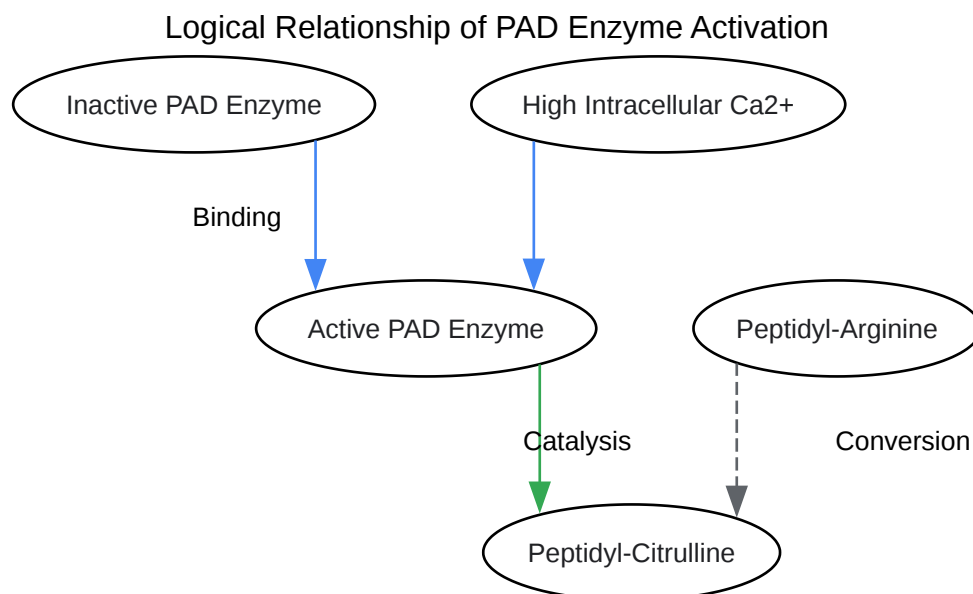 Logical Relationship of PAD Enzyme Activation
Inactive PAD Enzyme
High Intracellular Ca2+
Binding
Active PAD Enzyme
Peptidyl-Arginine
Catalysis
Conversion
Peptidyl-Citrulline